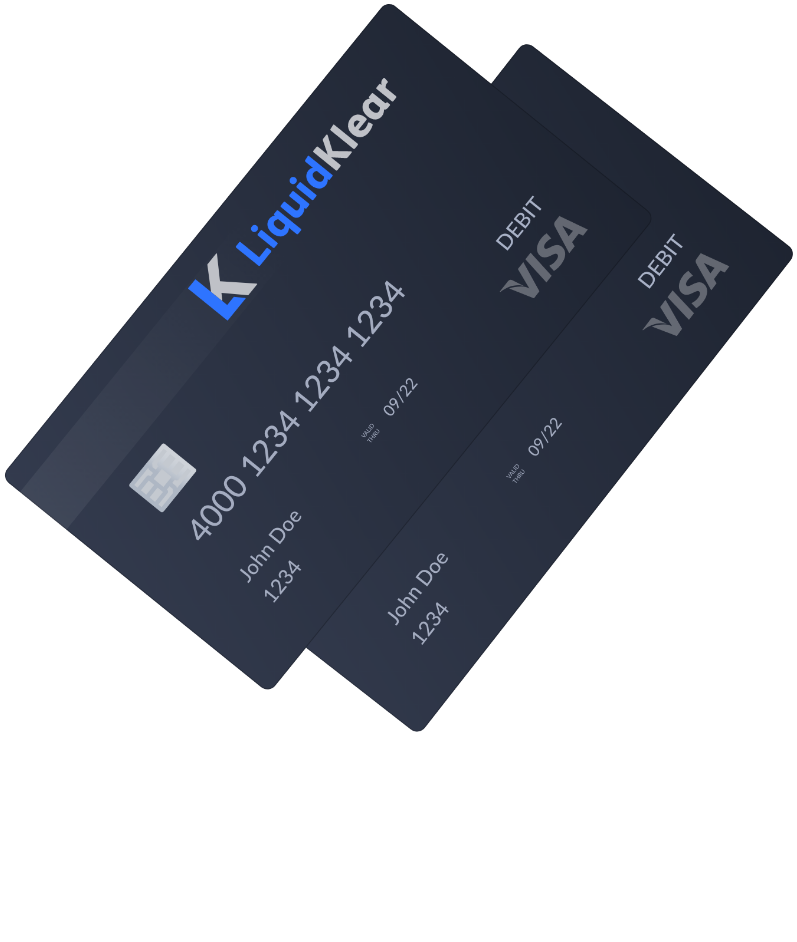 LK LiquidKlear
4000 1234 1234 1234
VALID
THRU
09/22
John Doe
1234
DEBIT
VISA
VALID
THRU
09/22
John Doe
1234
DEBIT
VISA